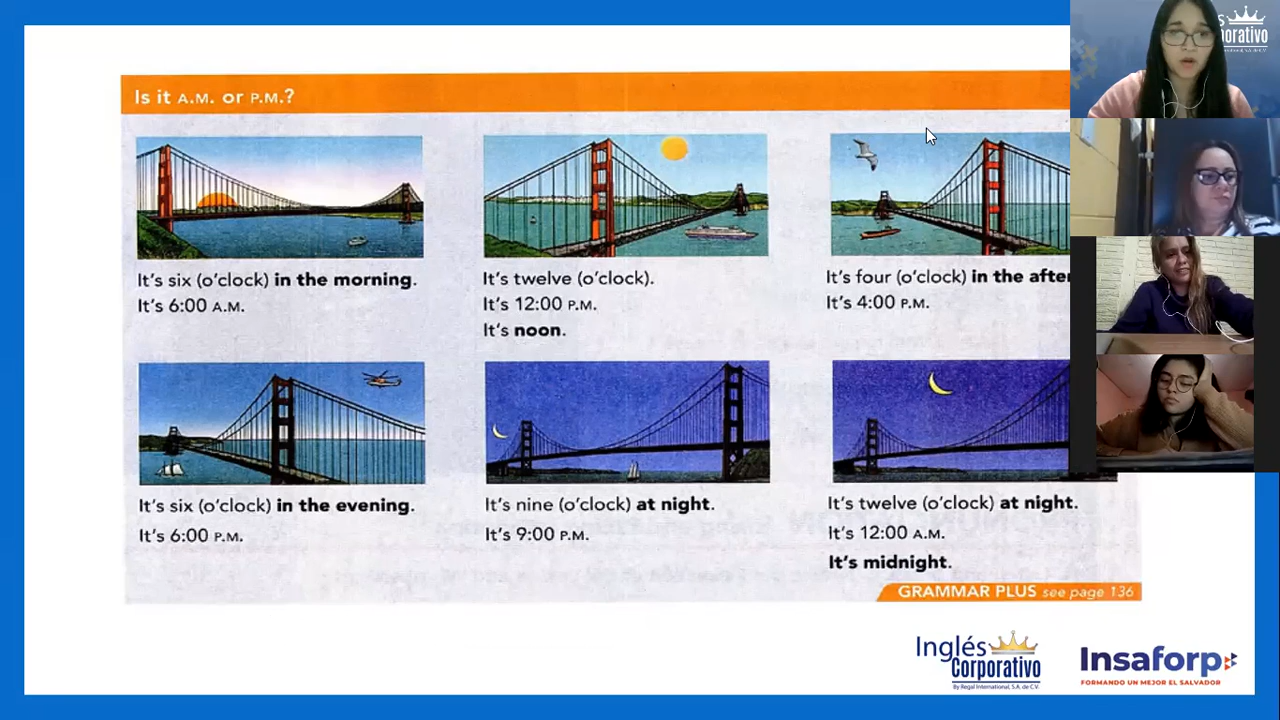 Is it A.M. or P.M.?
It's six (o'clock) in the morning.
It's 6:00 A.M.
It's twelve (o'clock).
It's 12:00 P.M.
It's noon.
It's four (o'clock) in the after
It's 4:00 P.M.
It's six (o'clock) in the evening.
It's 6:00 P.M.
It's nine (o'clock) at night.
It's 9:00 P.M.
It's twelve (o'clock) at night.
It's 12:00 A.M.
It's midnight.
GRAMMAR PLUS see page 136
Inglés
Corporativo
By Regal International, S.A. de C.V.
Insaforp
FORMANDO UN MEJOR EL SALVADOR